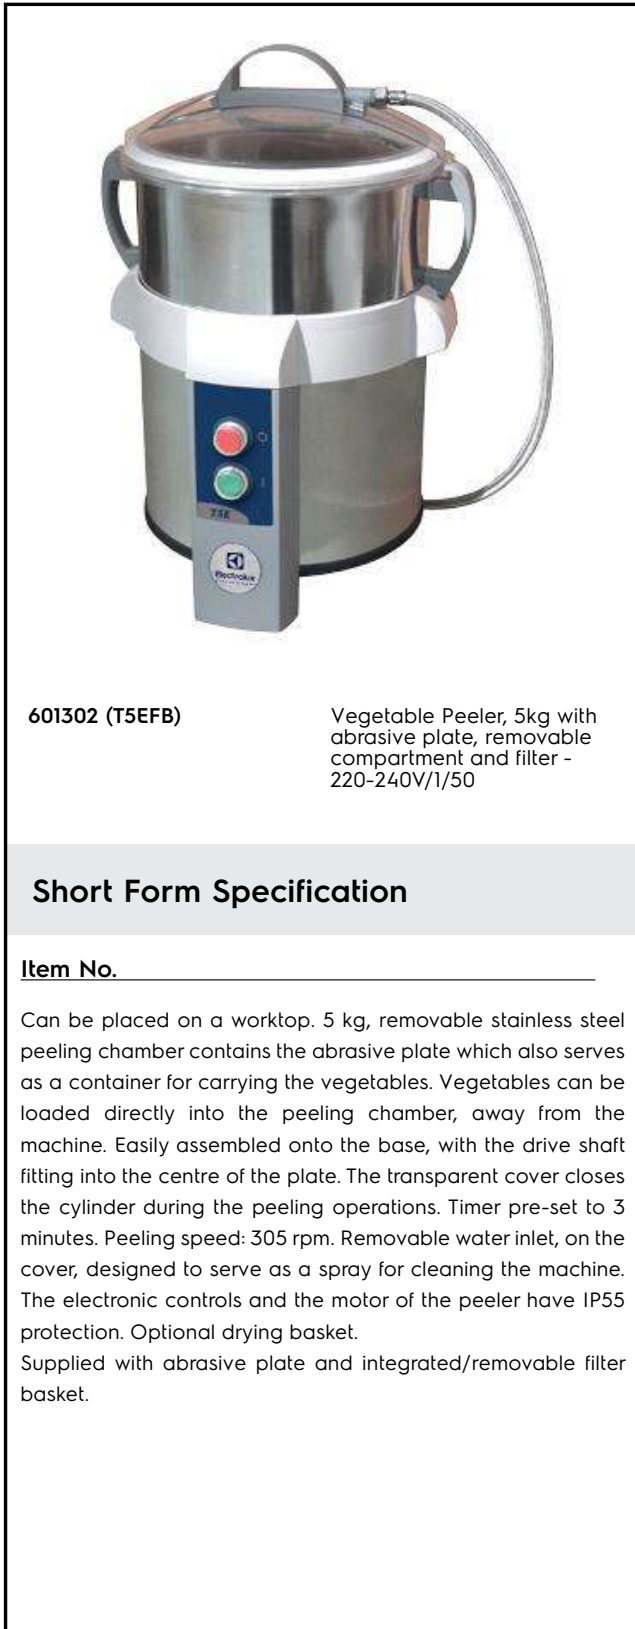 T5E
Electrolux
601302 (T5EFB)
Vegetable Peeler, 5kg with
abrasive plate, removable
compartment and filter -
220-240V/1/50
Short Form Specification
Item No.
Can be placed on a worktop. 5 kg, removable stainless steel
peeling chamber contains the abrasive plate which also serves
as a container for carrying the vegetables. Vegetables can be
loaded directly into the peeling chamber, away from the
machine. Easily assembled onto the base, with the drive shaft
fitting into the centre of the plate. The transparent cover closes
the cylinder during the peeling operations. Timer pre-set to 3
minutes. Peeling speed: 305 rpm. Removable water inlet, on the
cover, designed to serve as a spray for cleaning the machine.
The electronic controls and the motor of the peeler have IP55
protection. Optional drying basket.
Supplied with abrasive plate and integrated/removable filter
basket.